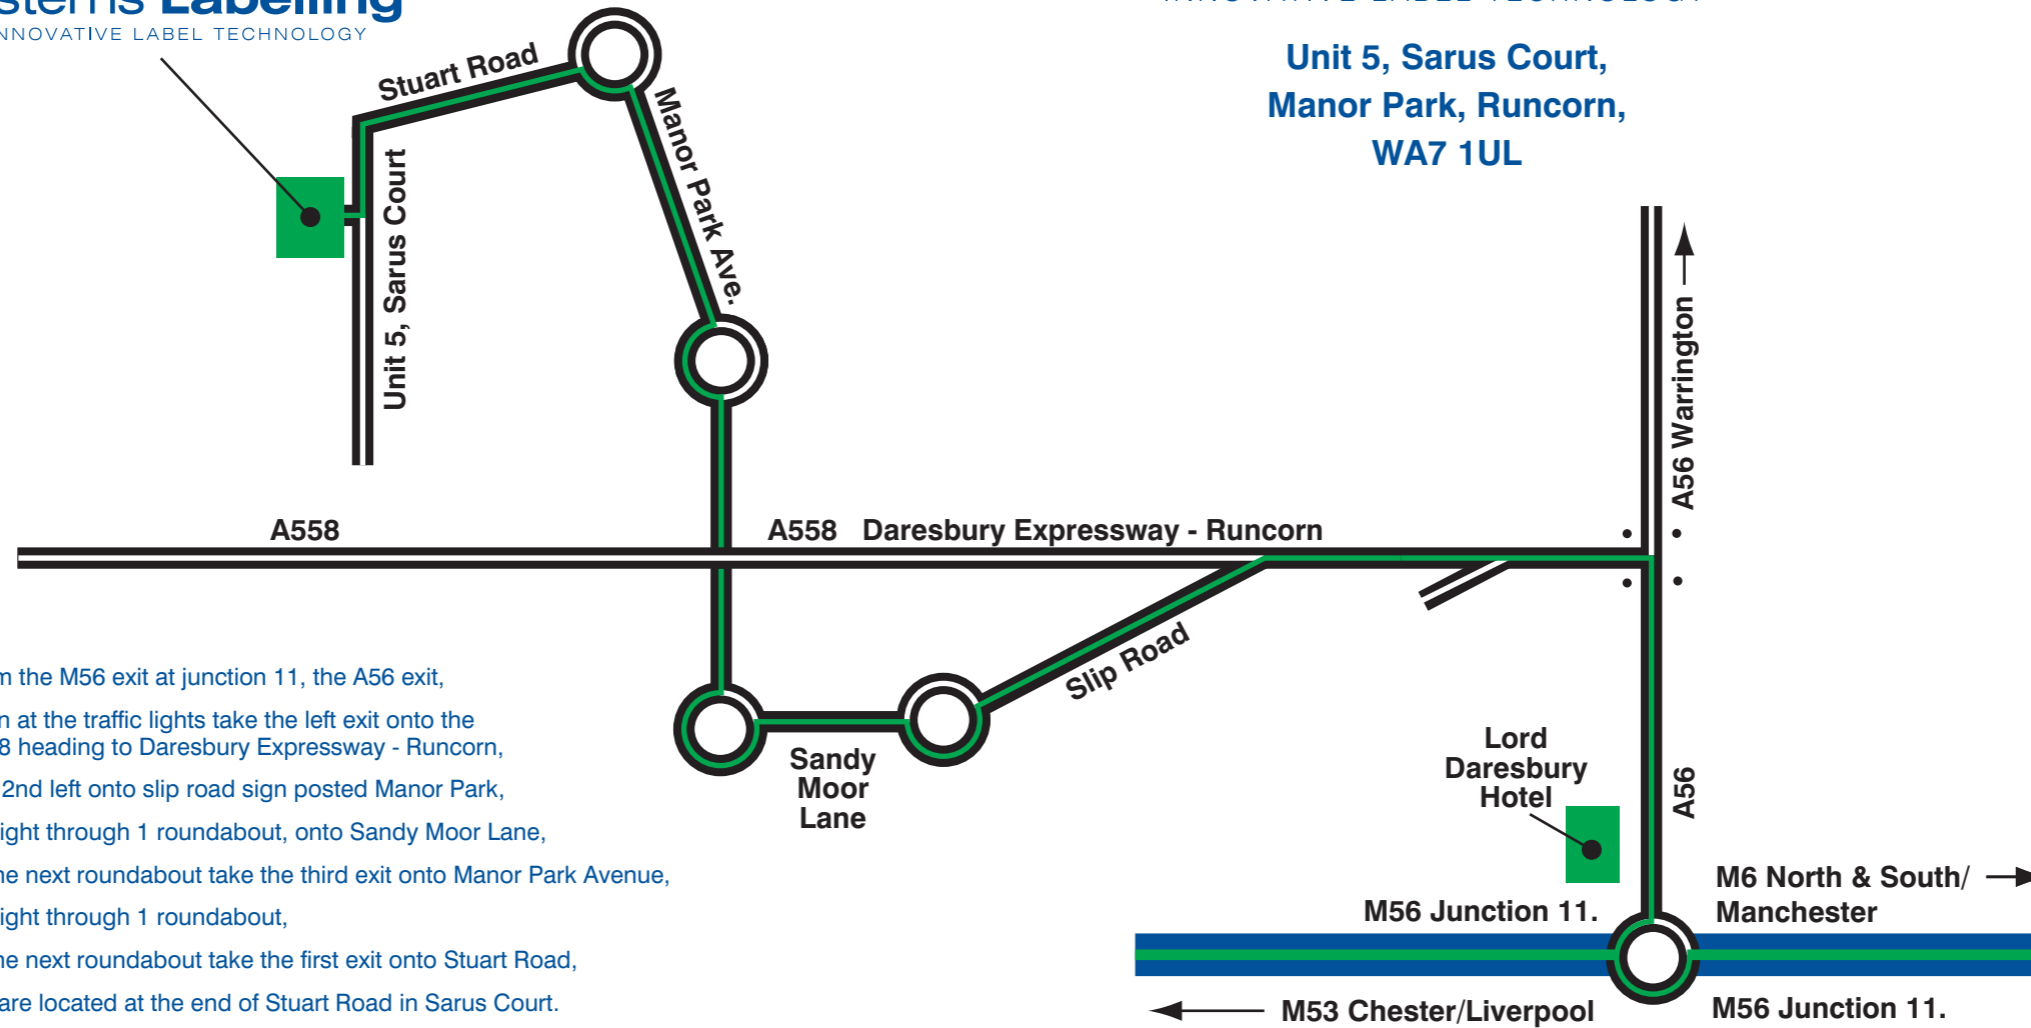 Labelling
INNOVATIVE LABEL TECHNOLOGY
INNOVATIVE LABEL TECHNOLOGY
Unit 5, Sarus Court,
Manor Park, Runcorn,
WA7 1UL
Stuart Road
Manor Park Ave.
Unit 5, Sarus Court
A56 Warrington
A558
A558 Daresbury Expressway - Runcorn
Slip Road
Sandy
Moor
Lane
Lord
Daresbury
Hotel
A56
M6 North & South/
Manchester
M56 Junction 11.
M53 Chester/Liverpool
M56 Junction 11.
the M56 exit at junction 11, the A56 exit,
at the traffic lights take the left exit onto the
heading to Daresbury Expressway - Runcorn,
2nd left onto slip road sign posted Manor Park,
through 1 roundabout, onto Sandy Moor Lane,
next roundabout take the third exit onto Manor Park Avenue,
through 1 roundabout,
next roundabout take the first exit onto Stuart Road,
are located at the end of Stuart Road in Sarus Court.